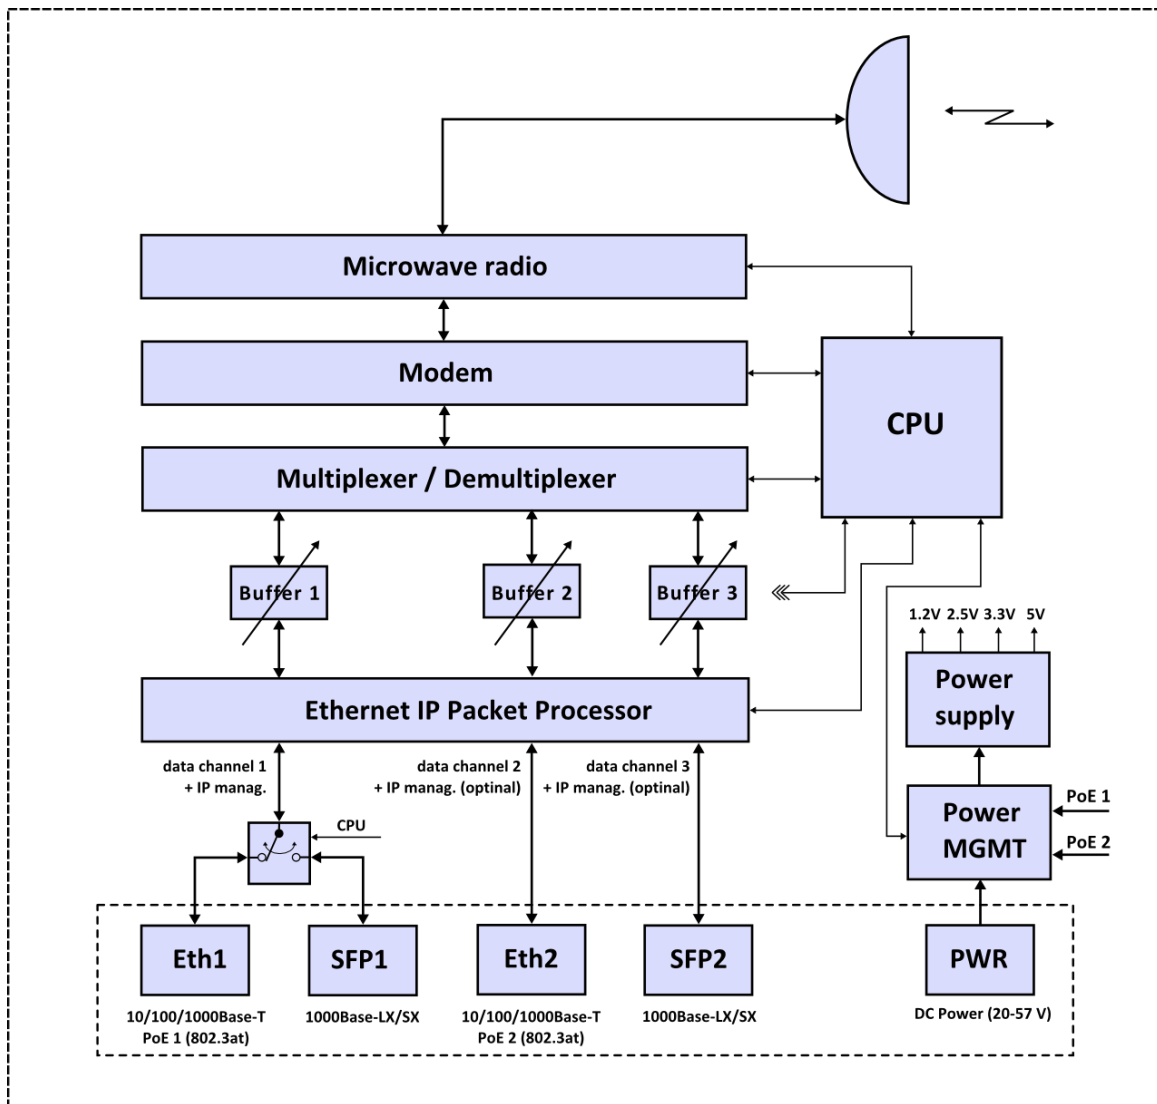 Microwave radio
Modem
CPU
Multiplexer / Demultiplexer
Buffer 1
Buffer 2
Buffer 3
1.2V 2.5V 3.3V 5V
Power
supply
Ethernet IP Packet Processor
data channel 1
+ IP manag.
data channel 2
+ IP manag. (optinal)
data channel 3
+ IP manag. (optinal)
CPU
Power
MGMT
PoE 1
PoE 2
Eth1
SFP1
Eth2
SFP2
PWR
10/100/1000Base-T
PoE 1 (802.3at)
1000Base-LX/SX
10/100/1000Base-T
PoE 2 (802.3at)
1000Base-LX/SX
DC Power (20-57 V)